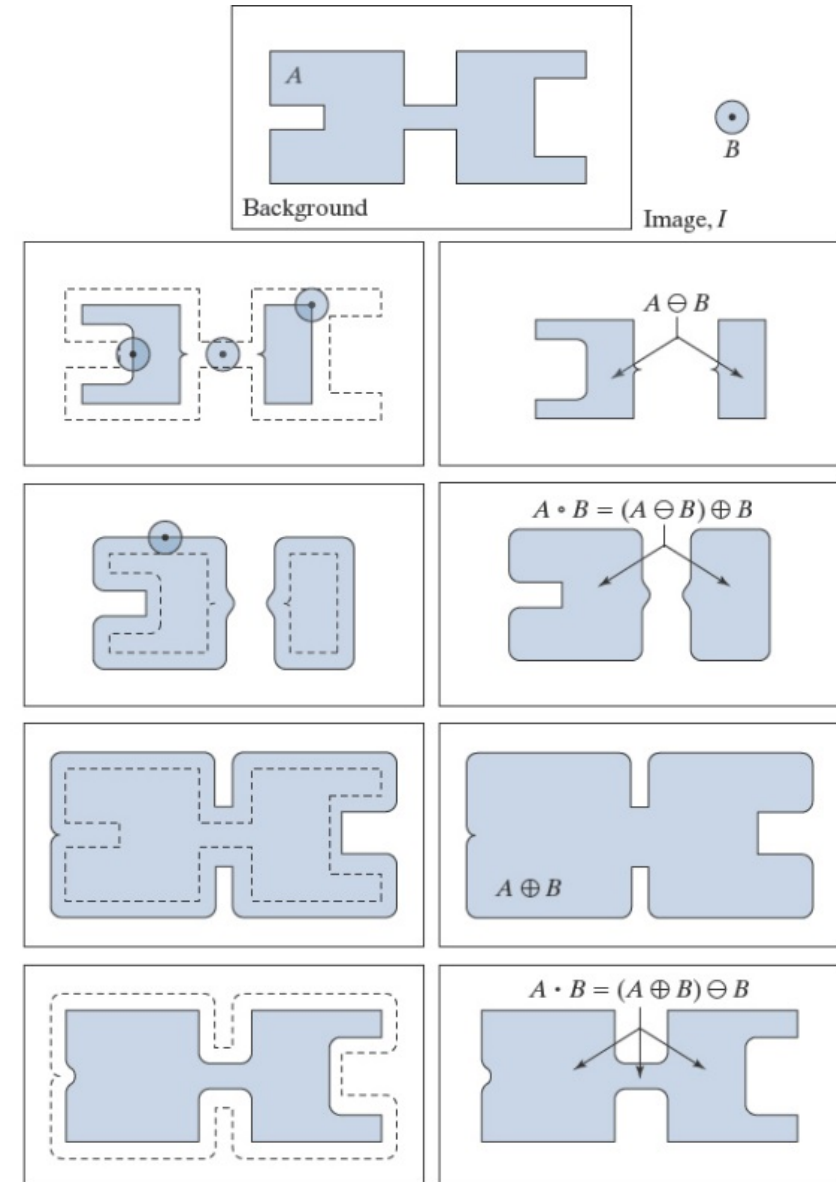 A
B
Background
Image, I
A ⊖ B
A ∘ B = (A ⊖ B) ⊕ B
A ⊕ B
A • B = (A ⊕ B) ⊖ B